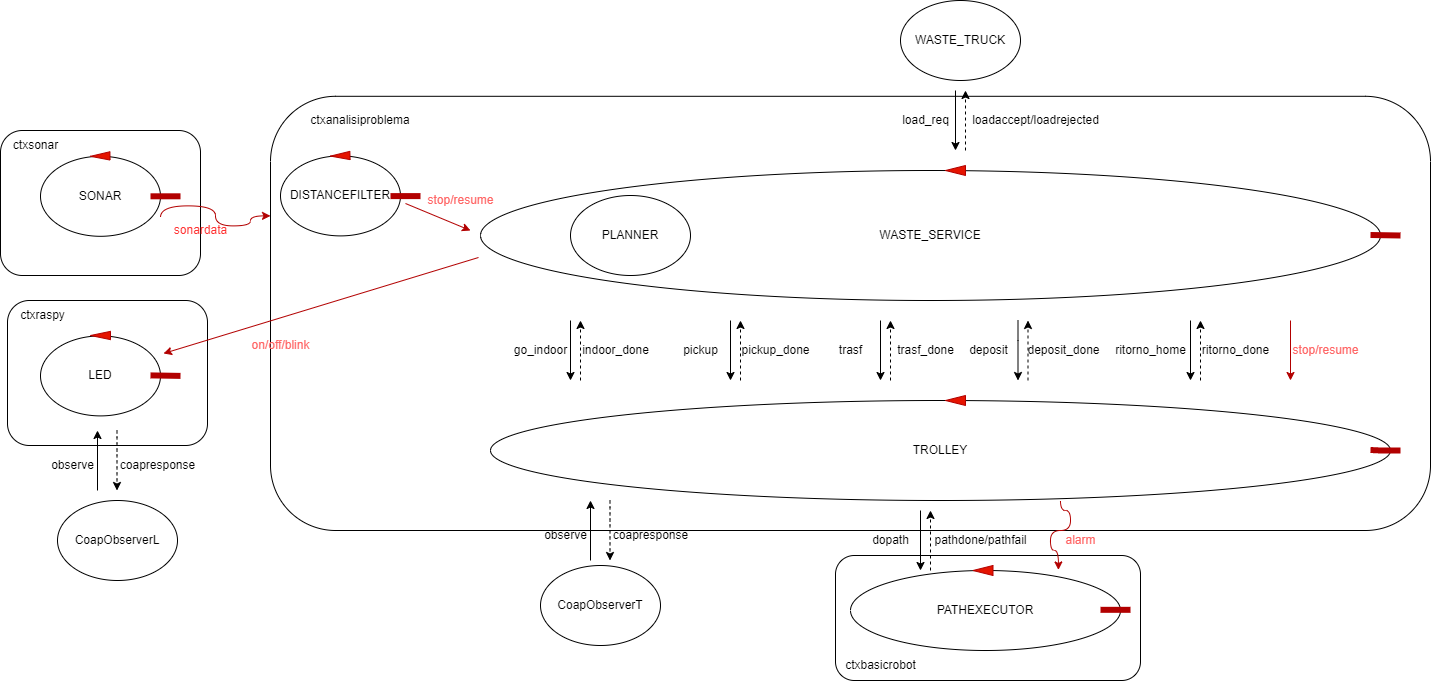 WASTE_TRUCK
ctxanalisiproblema
load_req
loadaccept/loadrejected
ctxsonar
SONAR
sonardata
DISTANCEFILTER
stop/resume
PLANNER
WASTE_SERVICE
ctxraspy
LED
on/off/blink
go_indoor
indoor_done
pickup
pickup_done
trasf
trasf_done
deposit
deposit_done
ritorno_home
ritorno_done
stop/resume
TROLLEY
observe
coapresponse
CoapObserverL
observe
coapresponse
CoapObserverT
dopath
pathdone/pathfail
alarm
PATHEXECUTOR
ctxbasicrobot